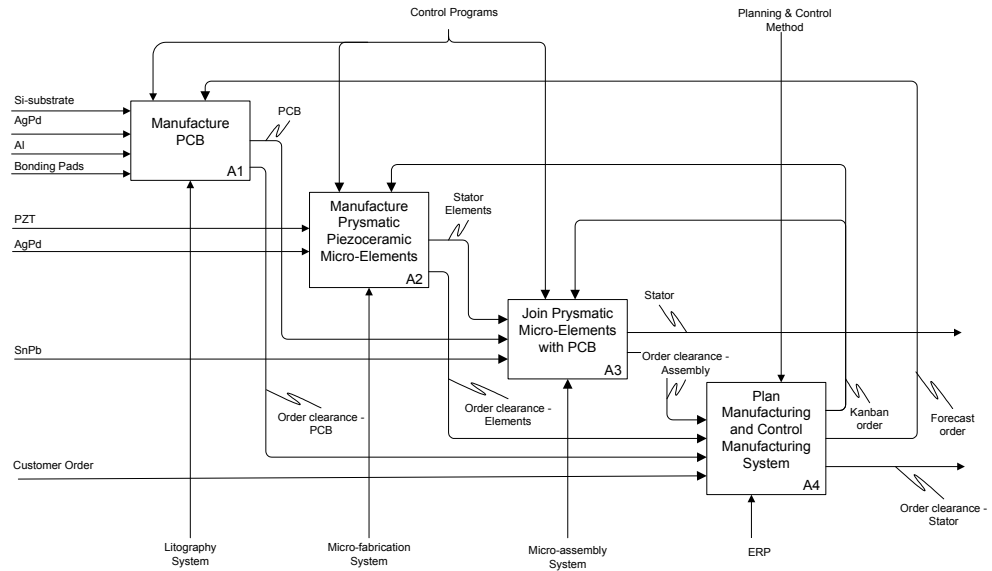 Control Programs
Planning & Control
Method
Si-substrate
AgPd
Al
Bonding Pads
Manufacture
PCB
A1
PCB
PZT
AgPd
Manufacture
Prysmatic
Piezoceramic
Micro-Elements
A2
Stator
Elements
SnPb
Join Prysmatic
Micro-Elements
with PCB
A3
Stator
Order clearance -
Assembly
Order clearance -
PCB
Order clearance -
Elements
Plan
Manufacturing
and Control
Manufacturing
System
A4
Kanban
order
Forecast
order
Customer Order
Order clearance -
Stator
Litography
System
Micro-fabrication
System
Micro-assembly
System
ERP